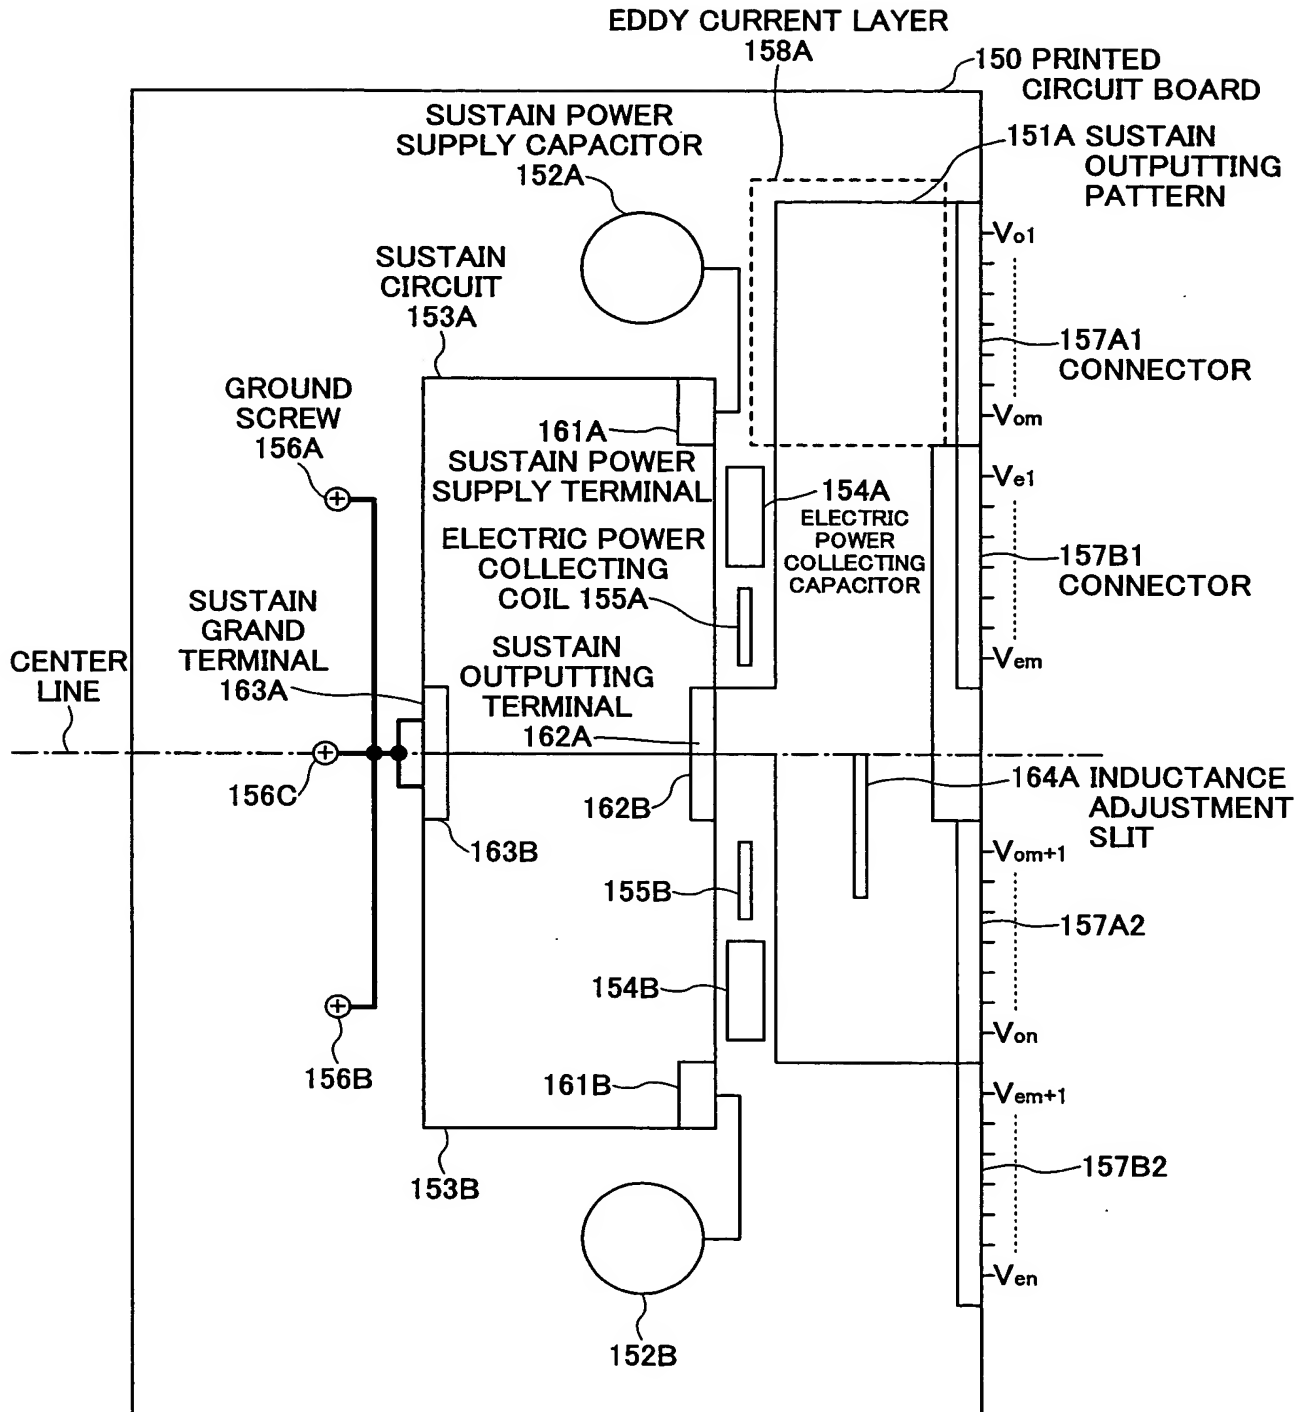 EDDY CURRENT LAYER
158A
150 PRINTED
CIRCUIT BOARD
SUSTAIN POWER
SUPPLY CAPACITOR
152A
151A SUSTAIN
OUTPUTTING
PATTERN
Vo1
SUSTAIN
CIRCUIT
153A
157A1
CONNECTOR
GROUND
SCREW
156A
161A
Vom
SUSTAIN POWER
SUPPLY TERMINAL
154A
ELECTRIC
POWER
COLLECTING
CAPACITOR
Ve1
ELECTRIC POWER
COLLECTING
COIL 155A
157B1
CONNECTOR
SUSTAIN
GRAND
TERMINAL
163A
SUSTAIN
OUTPUTTING
TERMINAL
162A
Vem
CENTER
LINE
156C
162B
164A INDUCTANCE
ADJUSTMENT
SLIT
163B
Vom+1
155B
157A2
154B
Von
156B
161B
Vem+1
153B
157B2
Ven
152B